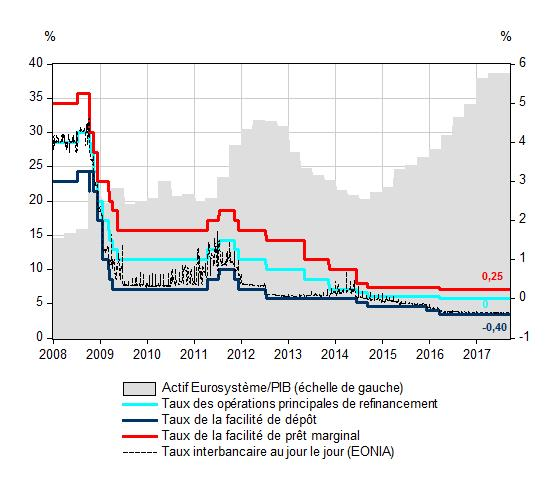 % %
40 6
35 5
30 4
25 3
20 2
15 1
10 0
5 -1
0
0,25
0
-0,40
2008 2009 2010 2011 2012 2013 2014 2015 2016 2017
Actif Eurosystème/PIB (échelle de gauche)
Taux des opérations principales de refinancement
Taux de la facilité de dépôt
Taux de la facilité de prêt marginal
Taux interbancaire au jour le jour (EONIA)